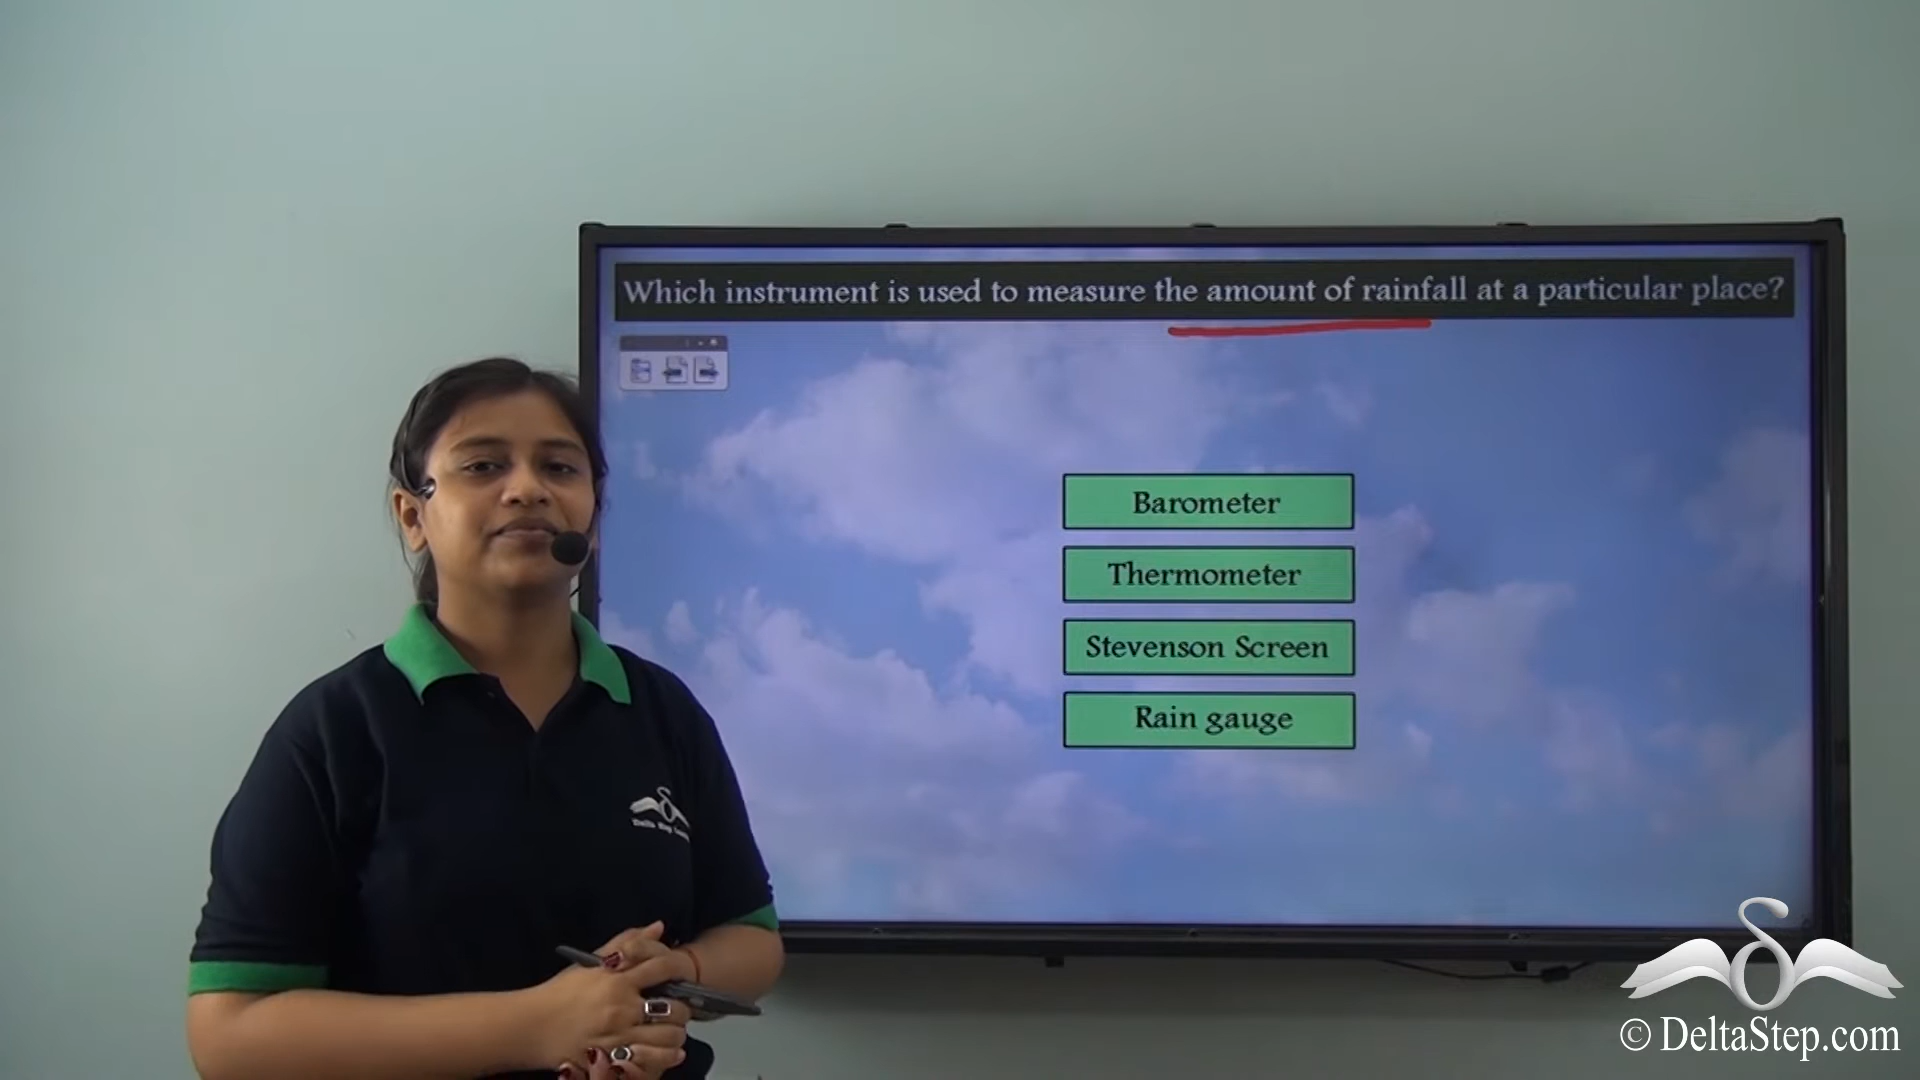 Which instrument is used to measure the amount of rainfall at a particular place?
Barometer
Thermometer
Stevenson Screen
Rain gauge
© DeltaStep.com